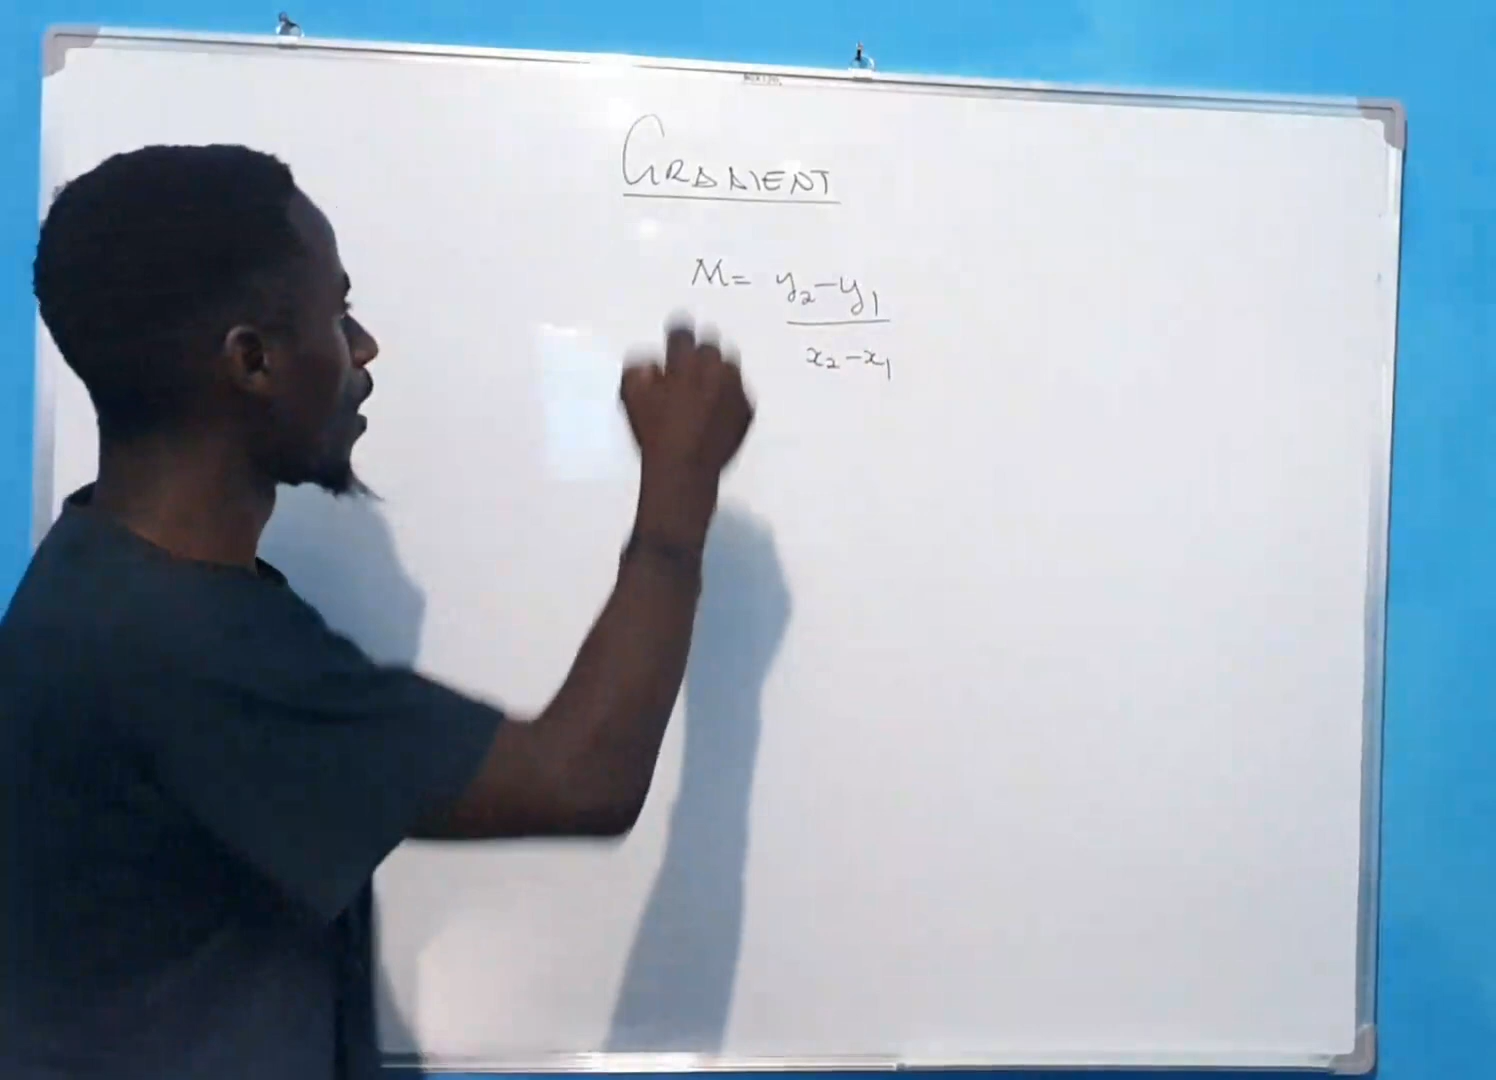 GRADIENT
M = y₂-y₁
x₂-x₁